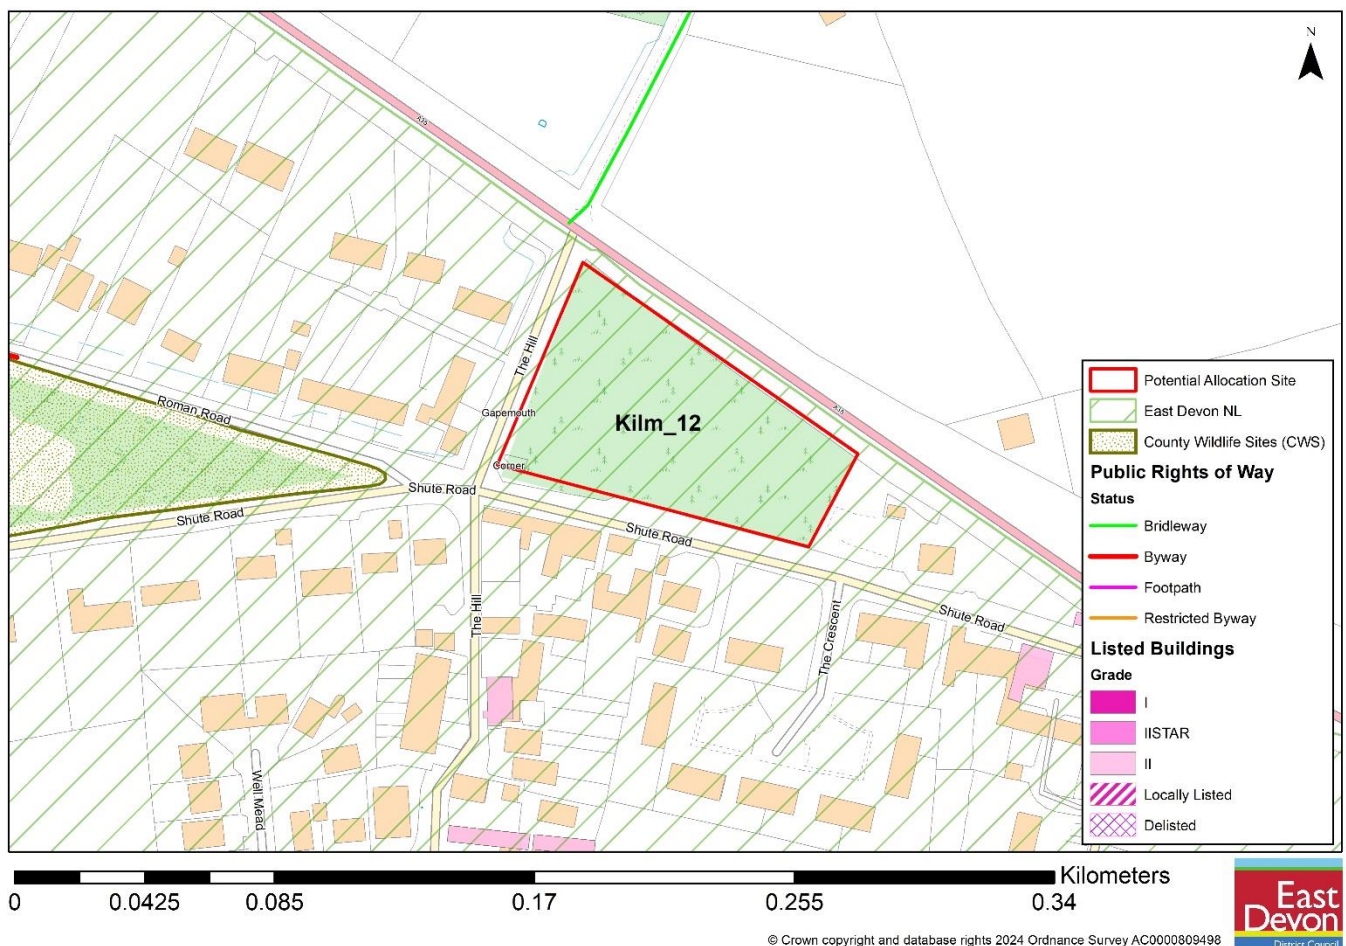 N
A35
D
The Hill
Gapemouth
Corner
Kilm_12
A35
Roman Road
Shute Road
Shute Road
Shute Road
Shute Road
The Hill
The Crescent
Well Mead
Potential Allocation Site
East Devon NL
County Wildlife Sites (CWS)
Public Rights of Way
Status
Bridleway
Byway
Footpath
Restricted Byway
Listed Buildings
Grade
I
IISTAR
II
Locally Listed
Delisted
Kilometers
0 0.0425 0.085 0.17 0.255 0.34
© Crown copyright and database rights 2024 Ordnance Survey AC0000809498
East
Devon
District Council